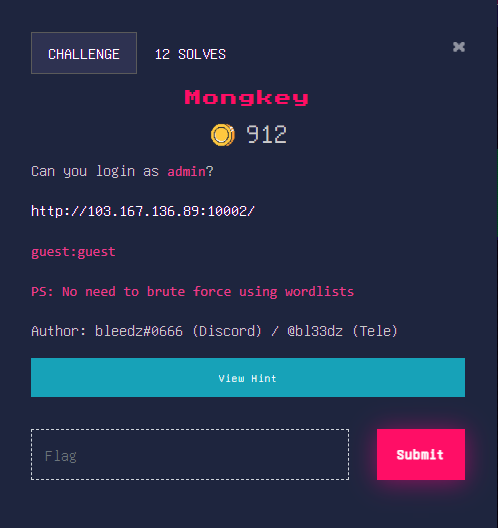 CHALLENGE
12 SOLVES
Mongkey
912
Can you login as admin?
http://103.167.136.89:10002/
guest:guest
PS: No need to brute force using wordlists
Author: bleedz#0666 (Discord) / @bl33dz (Tele)
View Hint
Flag
Submit